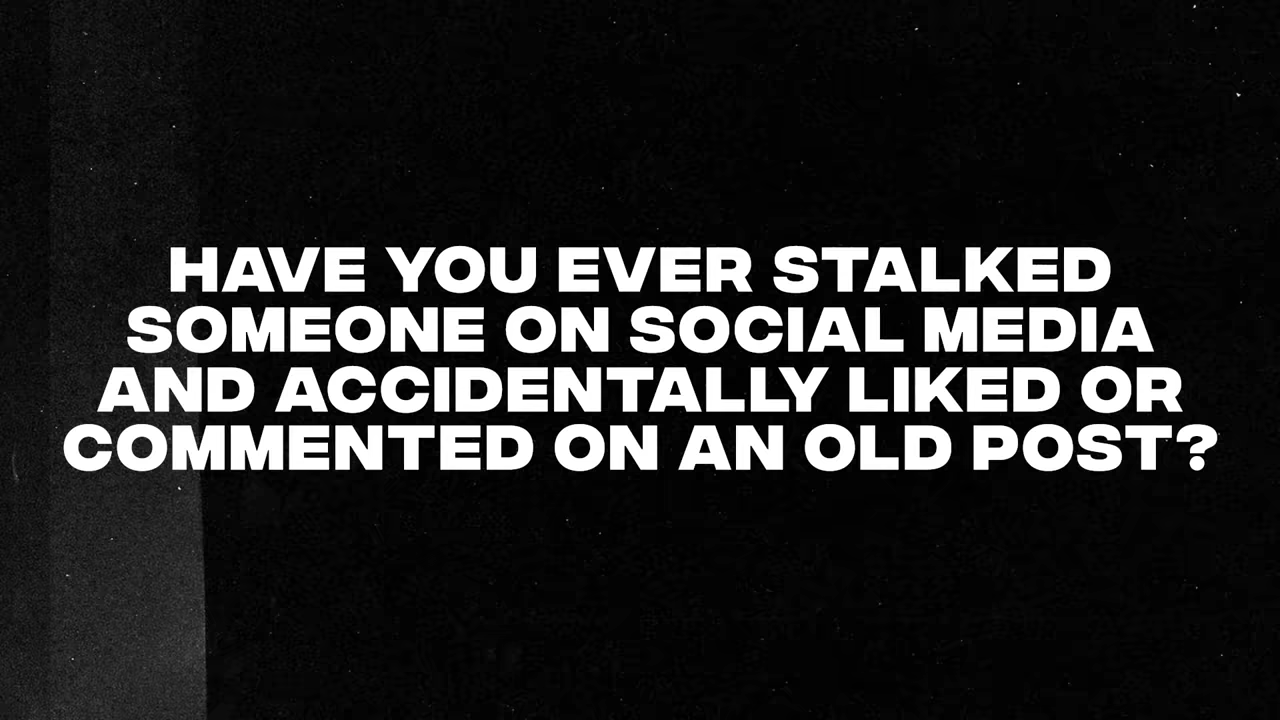 HAVE YOU EVER STALKED
SOMEONE ON SOCIAL MEDIA
AND ACCIDENTALLY LIKED OR
COMMENTED ON AN OLD POST?